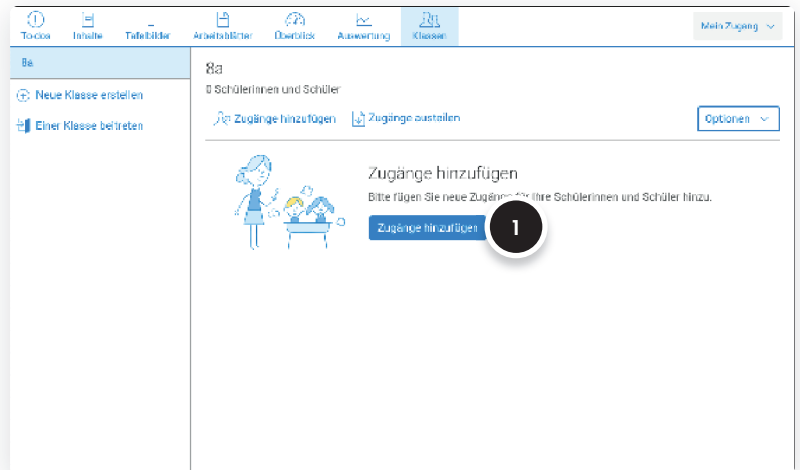 To-dos Inhalte Tafelbilder Arbeitsblätter Überblick Auswertung Klassen Mein Zugang
8a
Neue Klasse erstellen
Einer Klasse beitreten
8a
0 Schülerinnen und Schüler
Zugänge hinzufügen Zugänge austeilen Optionen
Zugänge hinzufügen
Bitte fügen Sie neue Zugänge für Ihre Schülerinnen und Schüler hinzu.
Zugänge hinzufügen 1